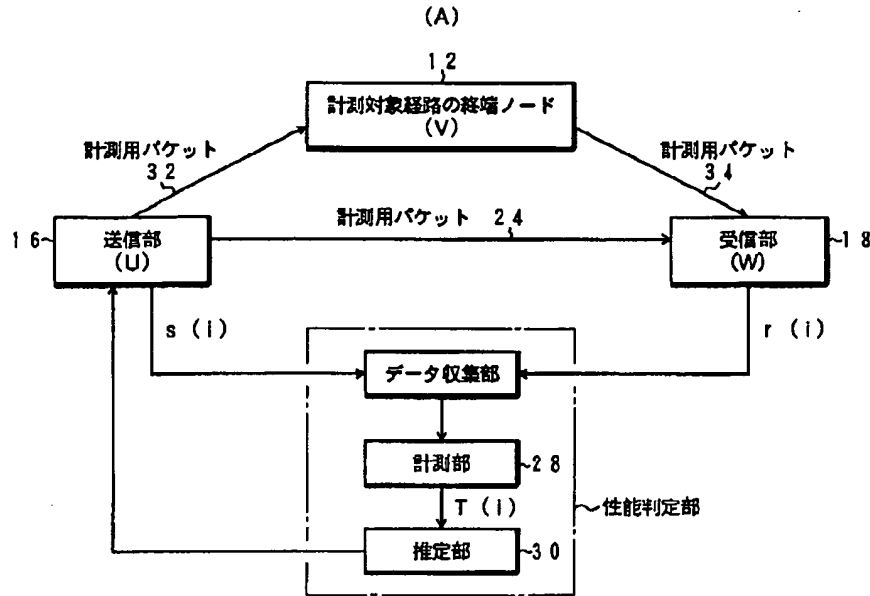 (A)
12
計測対象経路の終端ノード
(V)
計測用パケット
32
計測用パケット
34
計測用パケット 24
16
送信部
(U)
受信部
(W)
18
s (i)
r (i)
データ収集部
計測部
28
T (i)
性能判定部
推定部
30